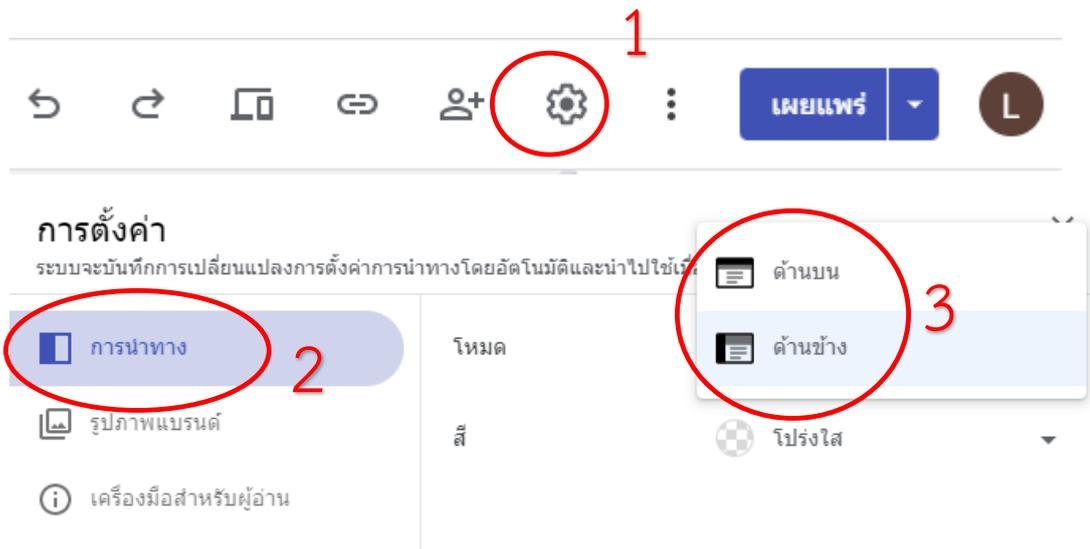 1
เผยแพร่
L
การตั้งค่า
ระบบจะบันทึกการเปลี่ยนแปลงการตั้งค่าการนำทางโดยอัตโนมัติและนำไปใช้เมื่อ
ด้านบน
3
การนำทาง
2
โหมด
ด้านข้าง
รูปภาพแบรนด์
สี
โปร่งใส
เครื่องมือสำหรับผู้อ่าน